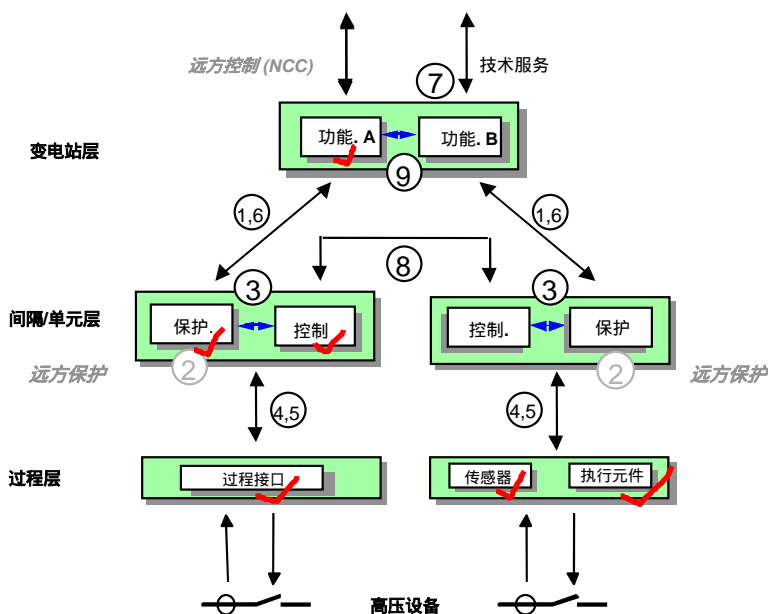 远方控制 (NCC)
技术服务
7
功能. A
功能. B
变电站层
9
1,6
1,6
8
3
3
间隔/单元层
保护.
控制
控制.
保护
2
2
远方保护
远方保护
4,5
4,5
过程层
过程接口
传感器
执行元件
高压设备